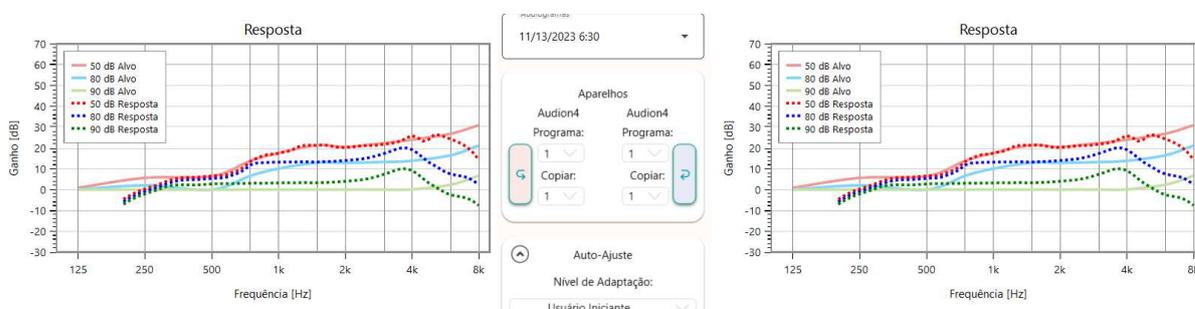 Resposta
70
60
50
40
30
20
10
0
-10
-20
-30
Ganho [dB]
50 dB Alvo
80 dB Alvo
90 dB Alvo
50 dB Resposta
80 dB Resposta
90 dB Resposta
125 250 500 1k 2k 4k 8k
Frequência [Hz]
Audiogramas
11/13/2023 6:30
Aparelhos
Audion4 Audion4
Programa: Programa:
1 1
Copiar: Copiar:
1 1
Auto-Ajuste
Nível de Adaptação:
Usuário Iniciante
Resposta
70
60
50
40
30
20
10
0
-10
-20
-30
Ganho [dB]
50 dB Alvo
80 dB Alvo
90 dB Alvo
50 dB Resposta
80 dB Resposta
90 dB Resposta
125 250 500 1k 2k 4k 8
Frequência [Hz]